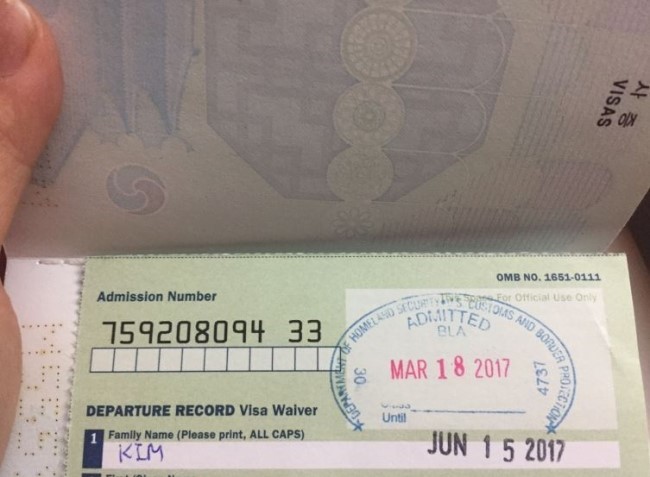 사증
VISAS
OMB NO. 1651-0111
Admission Number
Space For Official Use Only
759208094 33
DEPARTMENT OF HOMELAND SECURITY U.S. CUSTOMS AND BORDER PROTECTION
ADMITTED
BLA
MAR 18 2017
30
4737
Class
Until
JUN 15 2017
DEPARTURE RECORD Visa Waiver
1 Family Name (Please print, ALL CAPS)
KIM